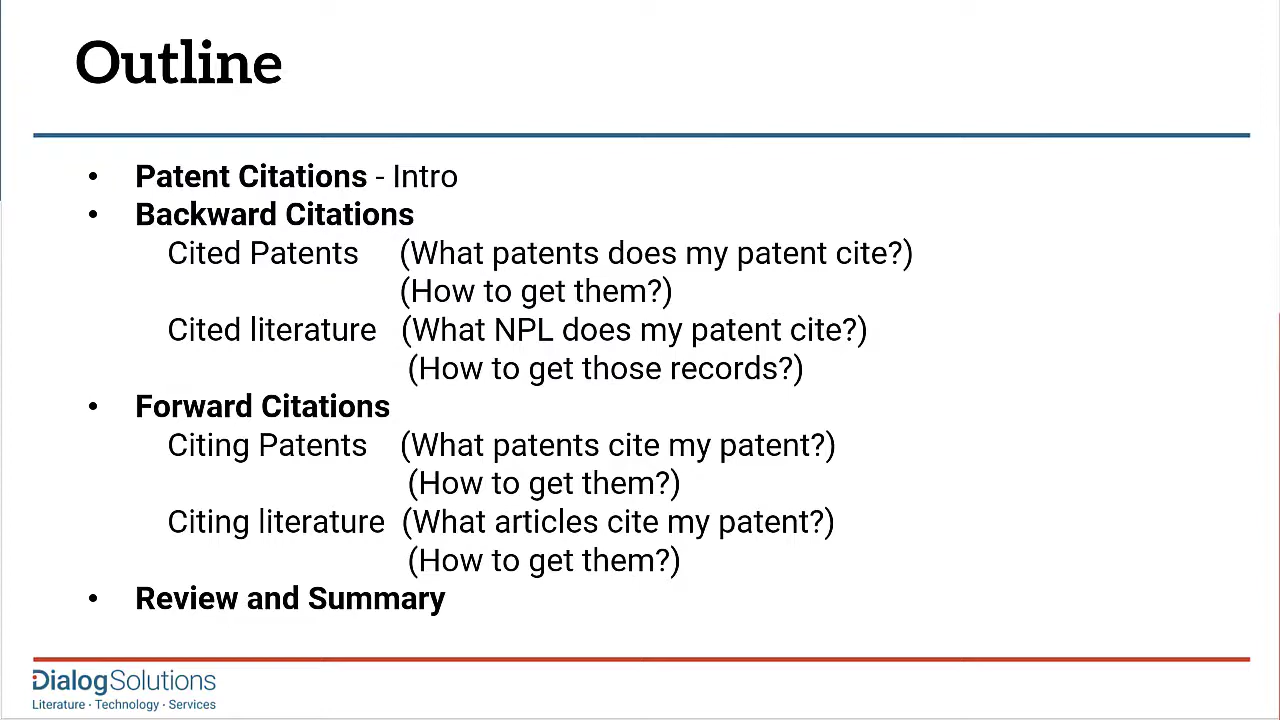 Outline
• Patent Citations - Intro
• Backward Citations
Cited Patents (What patents does my patent cite?)
(How to get them?)
Cited literature (What NPL does my patent cite?)
(How to get those records?)
• Forward Citations
Citing Patents (What patents cite my patent?)
(How to get them?)
Citing literature (What articles cite my patent?)
(How to get them?)
• Review and Summary
DialogSolutions
Literature · Technology · Services